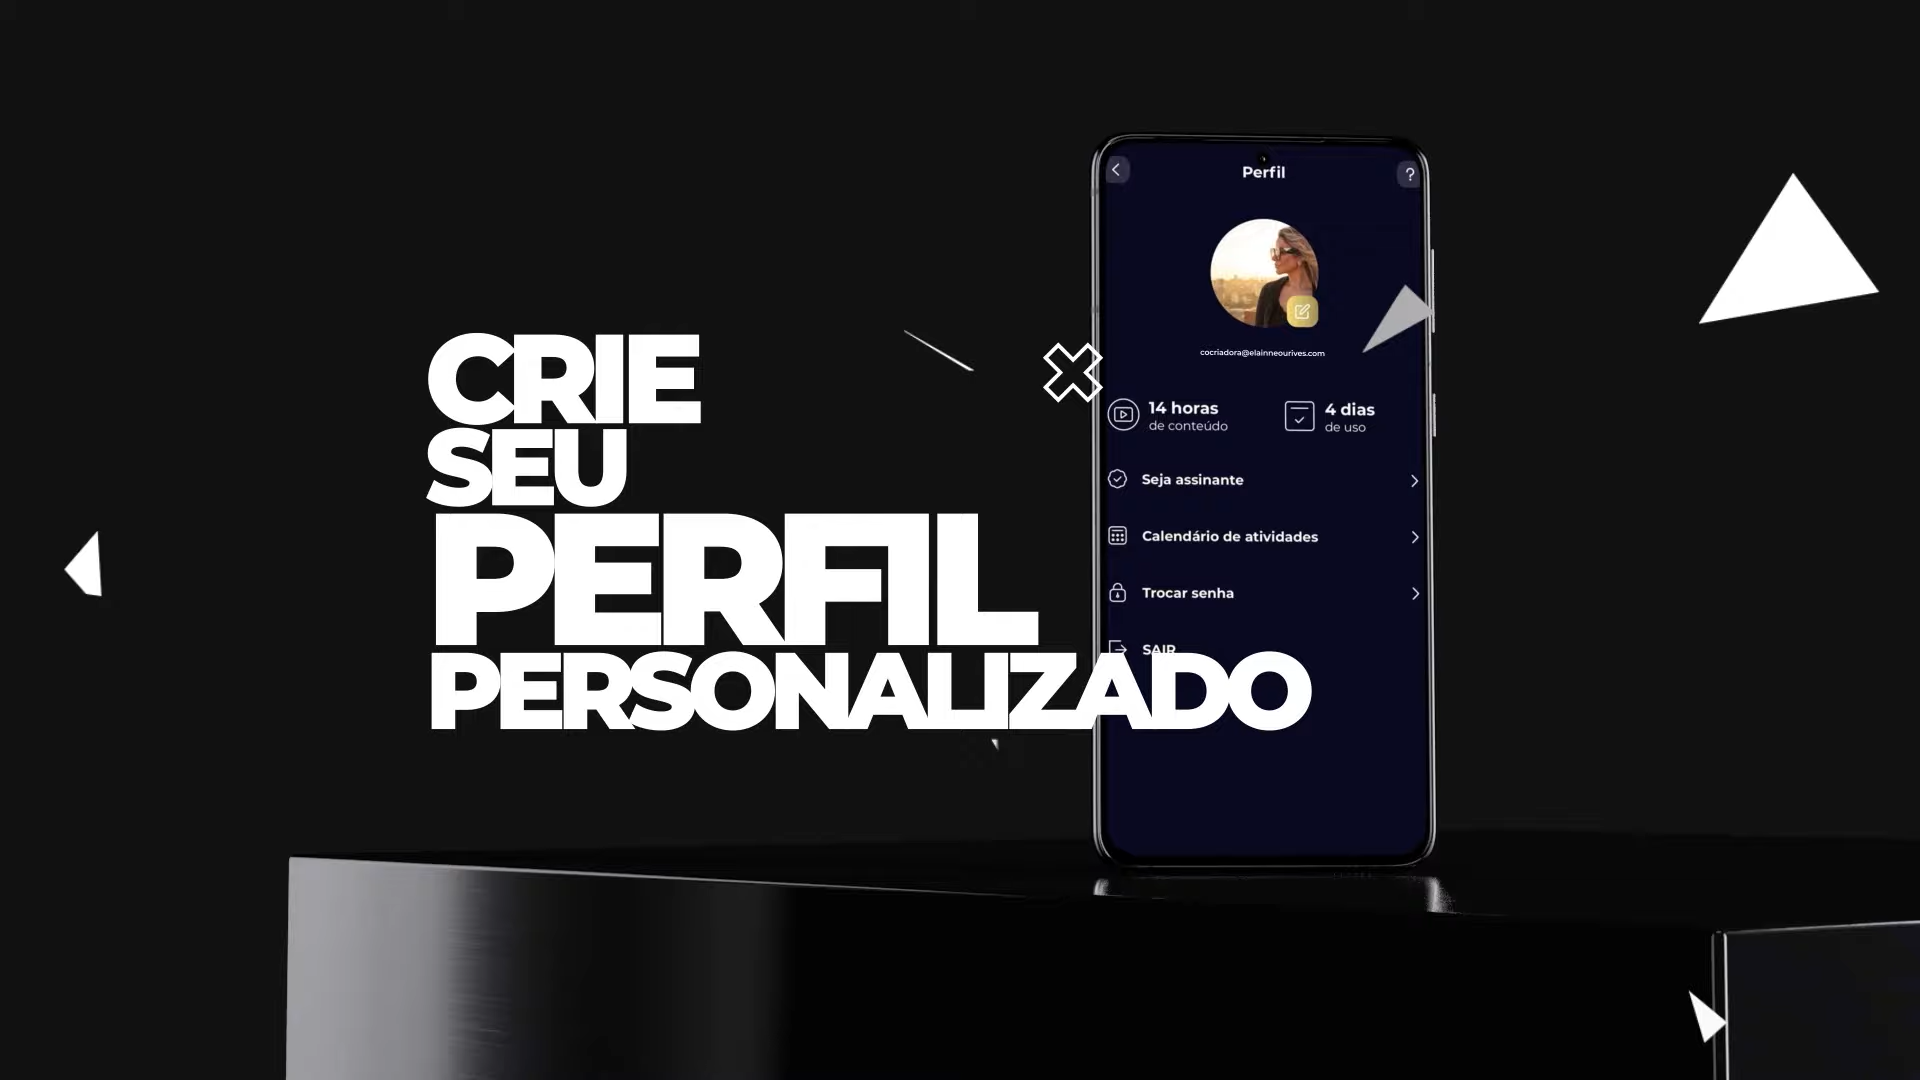 CRIE
SEU
PERFIL
PERSONALIZADO
Perfil
?
cocriadora@elainneourives.com
14 horas
de conteúdo
4 dias
de uso
Seja assinante
Calendário de atividades
Trocar senha
SAIR